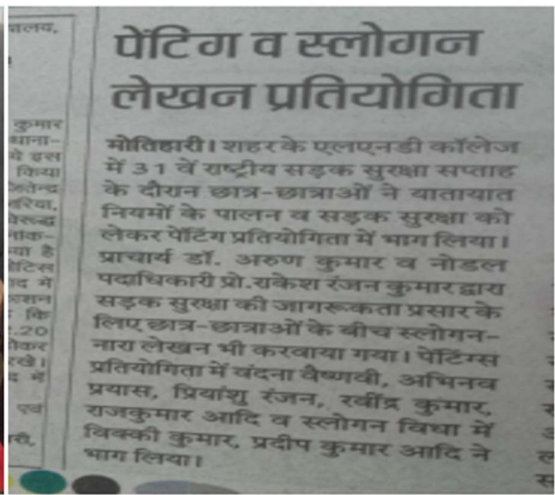 पेंटिग व स्लोगन
लेखन प्रतियोगिता
मोतिहारी। शहर के एलएनडी कॉलेज
में 31 वें राष्ट्रीय सड़क सुरक्षा सप्ताह
के दौरान छात्र-छात्राओं ने यातायात
नियमों के पालन व सड़क सुरक्षा को
लेकर पेंटिग प्रतियोगिता में भाग लिया।
प्राचार्य डॉ. अरुण कुमार व नोडल
पदाधिकारी प्रो.राकेश रंजन कुमार द्वारा
सड़क सुरक्षा की जागरूकता प्रसार के
लिए छात्र-छात्राओं के बीच स्लोगन-
नारा लेखन भी करवाया गया। पेंटिंग्स
प्रतियोगिता में वंदना वैष्णवी, अभिनव
प्रयास, प्रियांशु रंजन, रवींद्र कुमार,
राजकुमार आदि व स्लोगन विधा में
विक्की कुमार, प्रदीप कुमार आदि ने
भाग लिया।
कुमार
थाना-
किया
है
में
कि
एवं